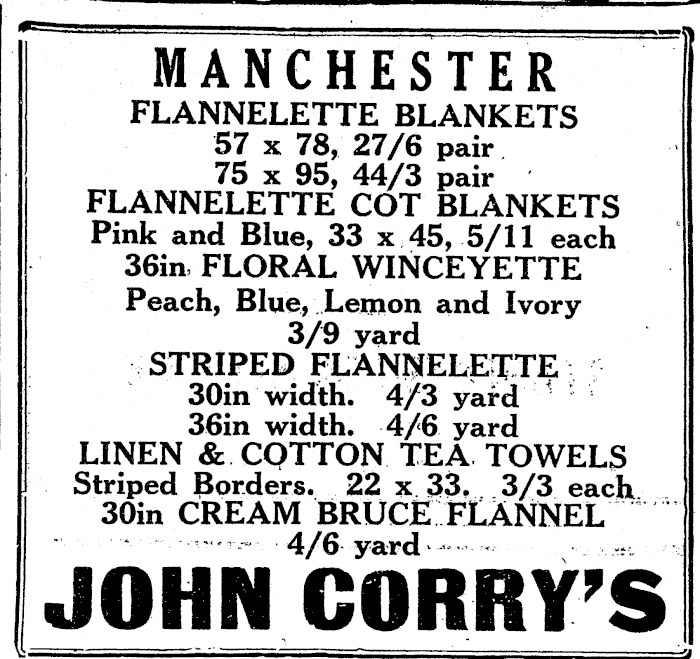 MANCHESTER
FLANNELETTE BLANKETS
57 x 78, 27/6 pair
75 x 95, 44/3 pair
FLANNELETTE COT BLANKETS
Pink and Blue, 33 x 45, 5/11 each
36in FLORAL WINCEYETTE
Peach, Blue, Lemon and Ivory
3/9 yard
STRIPED FLANNELETTE
30in width. 4/3 yard
36in width. 4/6 yard
LINEN & COTTON TEA TOWELS
Striped Borders. 22 x 33. 3/3 each
30in CREAM BRUCE FLANNEL
4/6 yard
JOHN CORRY'S